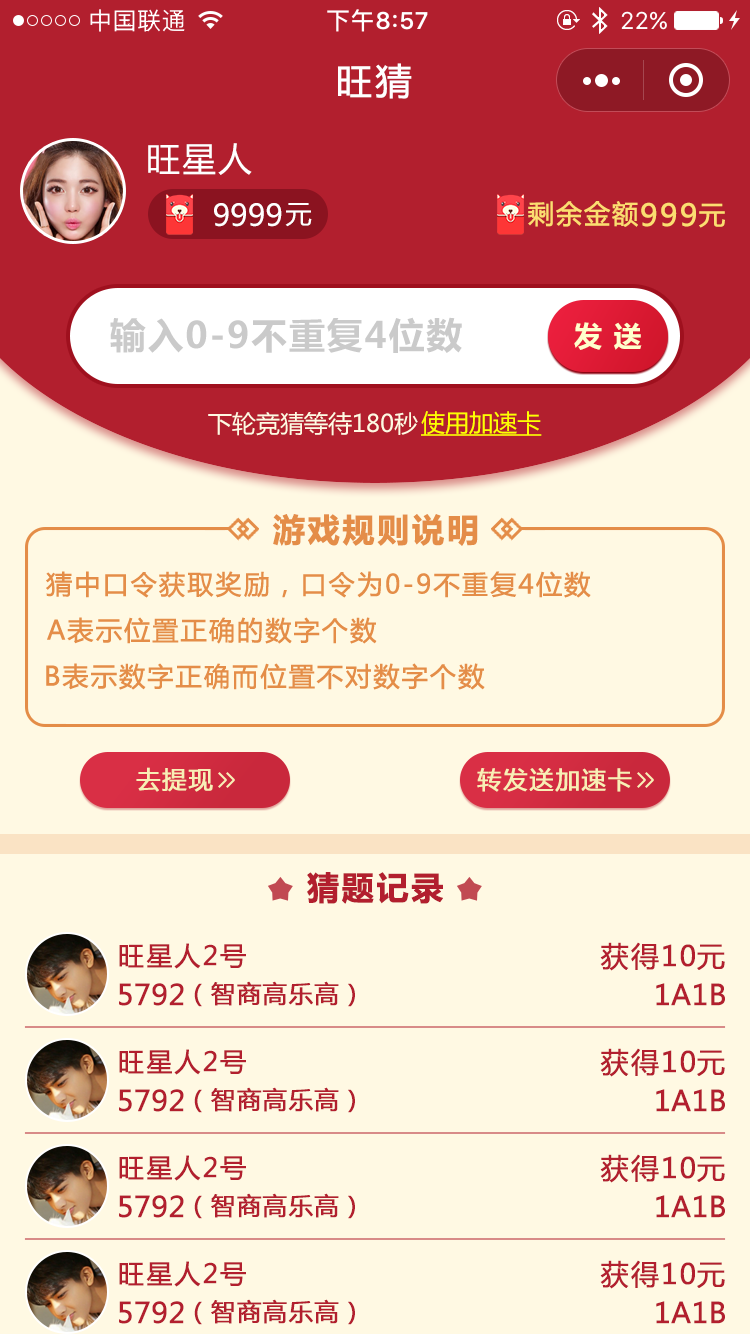 中国联通 下午8:57 22%
旺猜
旺星人
9999元 剩余金额999元
输入0-9不重复4位数 发送
下轮竞猜等待180秒 使用加速卡
游戏规则说明
猜中口令获取奖励，口令为0-9不重复4位数
A表示位置正确的数字个数
B表示数字正确而位置不对数字个数
去提现» 转发送加速卡»
猜题记录
旺星人2号 获得10元
5792（智商高乐高） 1A1B
旺星人2号 获得10元
5792（智商高乐高） 1A1B
旺星人2号 获得10元
5792（智商高乐高） 1A1B
旺星人2号 获得10元
5792（智商高乐高） 1A1B